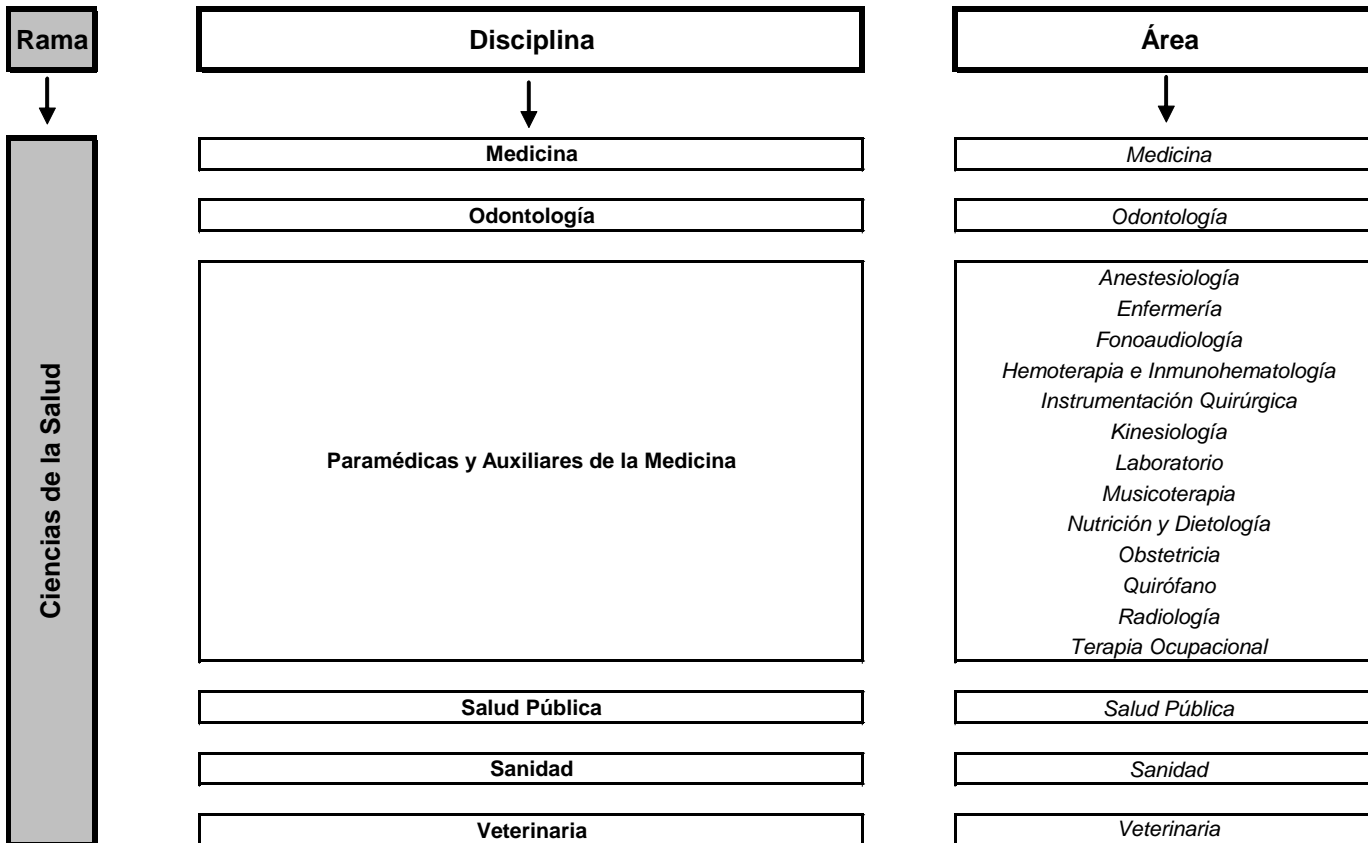 Rama
Disciplina
Área
Ciencias de la Salud
Medicina
Medicina
Odontología
Odontología
Paramédicas y Auxiliares de la Medicina
Anestesiología
Enfermería
Fonoaudiología
Hemoterapia e Inmunohematología
Instrumentación Quirúrgica
Kinesiología
Laboratorio
Musicoterapia
Nutrición y Dietología
Obstetricia
Quirófano
Radiología
Terapia Ocupacional
Salud Pública
Salud Pública
Sanidad
Sanidad
Veterinaria
Veterinaria